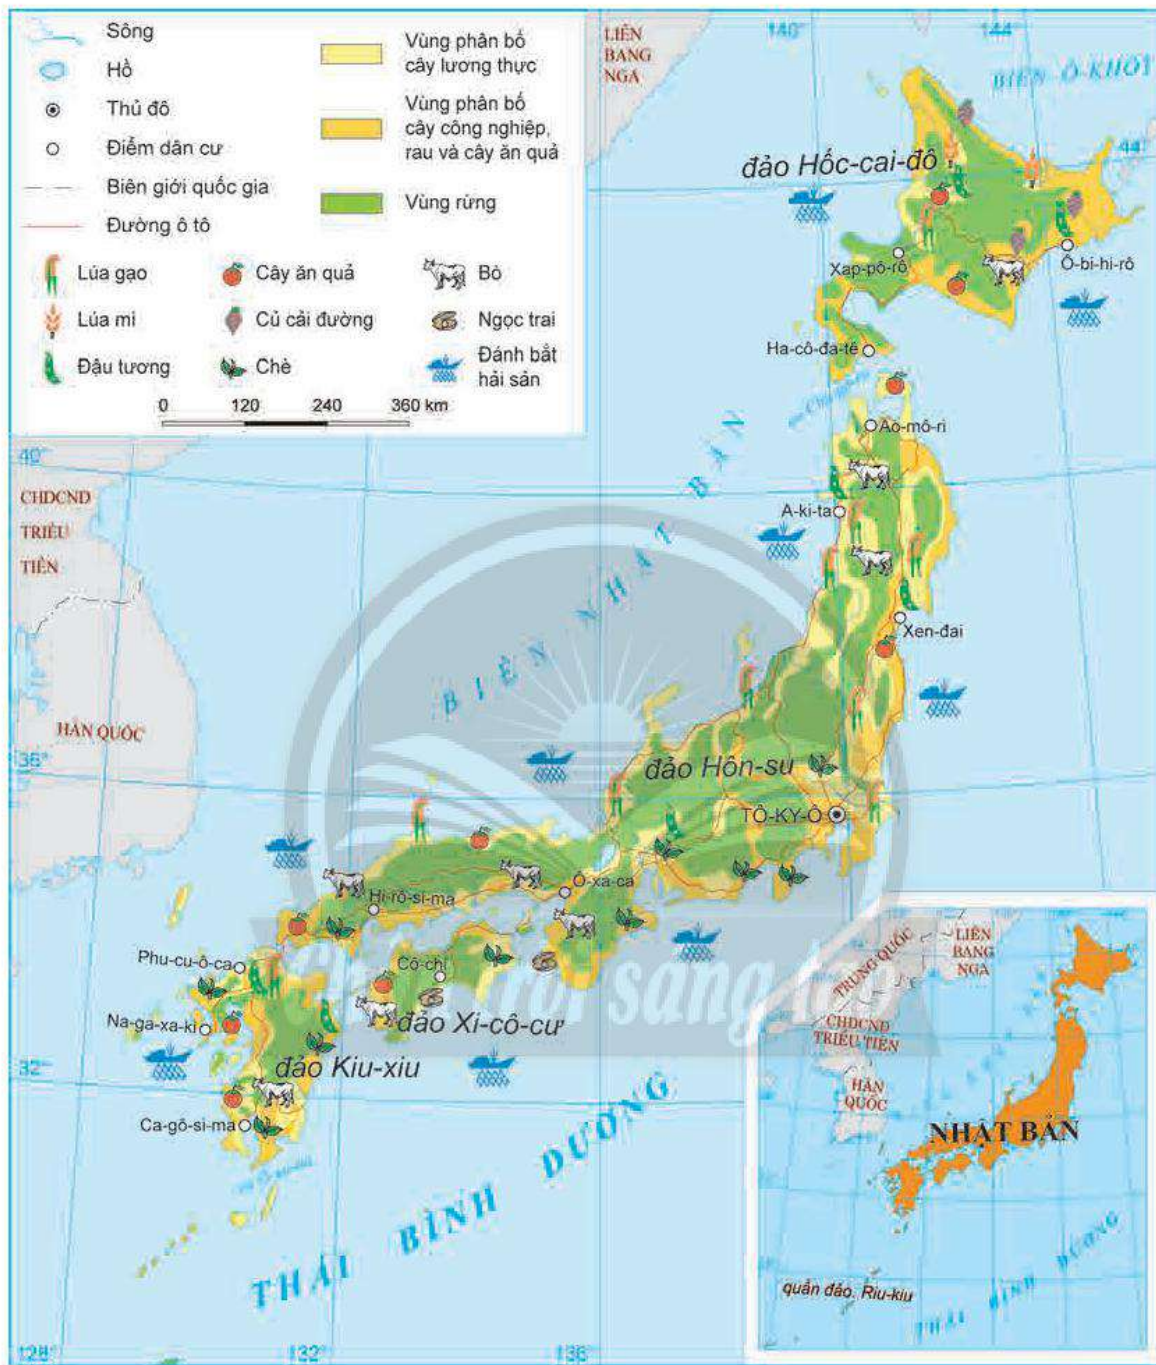 Sông
Hồ
Thủ đô
Điểm dân cư
Biên giới quốc gia
Đường ô tô
Vùng phân bố
cây lương thực
Vùng phân bố
cây công nghiệp,
rau và cây ăn quả
Vùng rừng
Lúa gạo
Lúa mì
Đậu tương
Cây ăn quả
Củ cải đường
Chè
Bò
Ngọc trai
Đánh bắt
hải sản
0 120 240 360 km
LIÊN
BANG
NGA
140°
144°
BIỂN Ô-KHỐT
44°
đảo Hốc-cai-đô
Xap-pô-rô
Ô-bi-hi-rô
Ha-cô-đa-tê
Ao-mô-ri
40°
CHDCND
TRIỀU
TIÊN
A-ki-ta
BIỂN NHẬT BẢN
Xen-đai
HÀN QUỐC
36°
đảo Hôn-su
TÔ-KY-Ô
Ô-xa-ca
Hi-rô-si-ma
Phu-cu-ô-ca
Cô-chi
Chân trời sáng tạo
Na-ga-xa-ki
đảo Xi-cô-cư
đảo Kiu-xiu
32°
Ca-gô-si-ma
THÁI BÌNH DƯƠNG
128°
132°
136°
TRUNG QUỐC
LIÊN
BANG
NGA
CHDCND
TRIỀU TIÊN
HÀN
QUỐC
NHẬT BẢN
quần đảo. Riu-kiu
THÁI BÌNH DƯƠNG